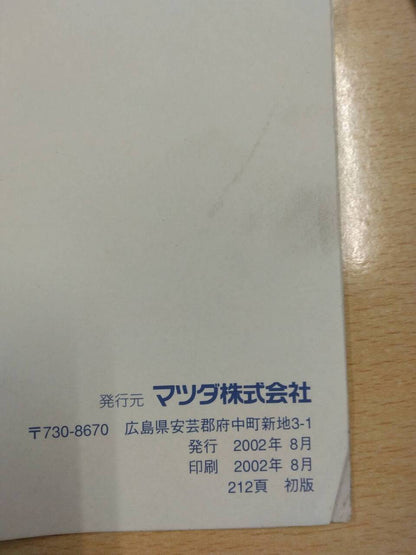 発行元 マツダ株式会社
〒730-8670 広島県安芸郡府中町新地3-1
発行 2002年 8月
印刷 2002年 8月
212頁 初版